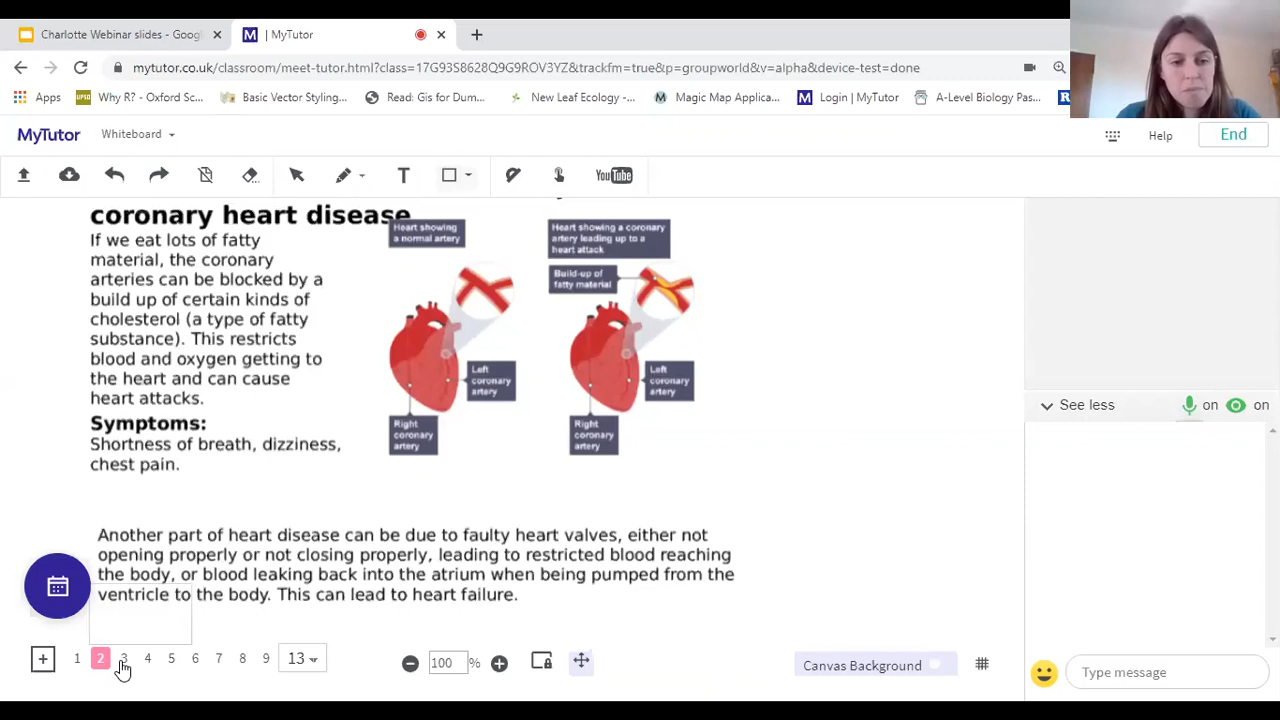 Charlotte Webinar slides - Goog
M | MyTutor
mytutor.co.uk/classroom/meet-tutor.html?class=17G93S8628Q9G9ROV3YZ&trackfm=true&p=groupworld&v=alpha&device-test=done
Apps Why R? - Oxford Sc... Basic Vector Styling... Read: Gis for Dum... New Leaf Ecology -... Magic Map Applica... M Login | MyTutor A-Level Biology Pas...
MyTutor Whiteboard Help End
T YouTube
coronary heart disease
If we eat lots of fatty
material, the coronary
arteries can be blocked by a
build up of certain kinds of
cholesterol (a type of fatty
substance). This restricts
blood and oxygen getting to
the heart and can cause
heart attacks.
Symptoms:
Shortness of breath, dizziness,
chest pain.
Heart showing
a normal artery
Left
coronary
artery
Right
coronary
artery
Heart showing a coronary
artery leading up to a
heart attack
Build-up of
fatty material
Left
coronary
artery
Right
coronary
artery
Another part of heart disease can be due to faulty heart valves, either not
opening properly or not closing properly, leading to restricted blood reaching
the body, or blood leaking back into the atrium when being pumped from the
ventricle to the body. This can lead to heart failure.
See less on on
1 2 3 4 5 6 7 8 9 13 100 % Canvas Background
Type message